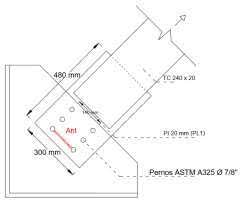 480 mm
TC 240 x 20
Ant
Pl 20 mm (PL1)
300 mm
Pernos ASTM A325 Ø 7/8"